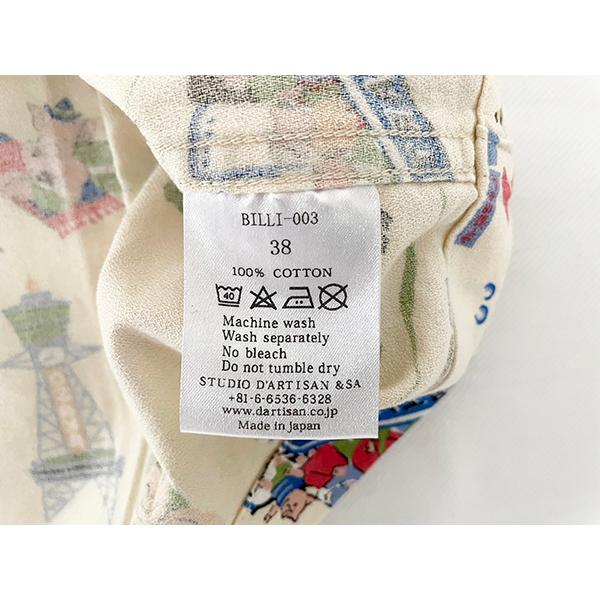 BILLI-003
38
100% COTTON
40
Machine wash
Wash separately
No bleach
Do not tumble dry
STUDIO D'ARTISAN &SA
+81-6-6536-6328
www.dartisan.co.jp
Made in Japan